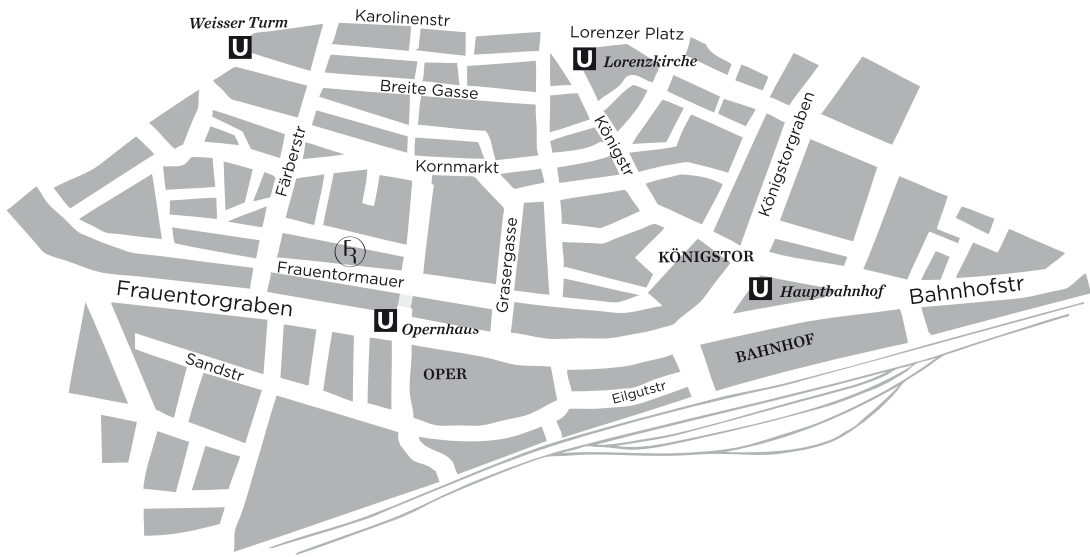 Karolinenstr
Weisser Turm
U
Lorenzer Platz
U
Lorenzkirche
Breite Gasse
Königstr
Königstorgraben
Färberstr
Kornmarkt
Grasergasse
KÖNIGSTOR
Frauentormauer
U
Hauptbahnhof
Bahnhofstr
Frauentorgraben
U
Opernhaus
BAHNHOF
Sandstr
OPER
Eilgutstr